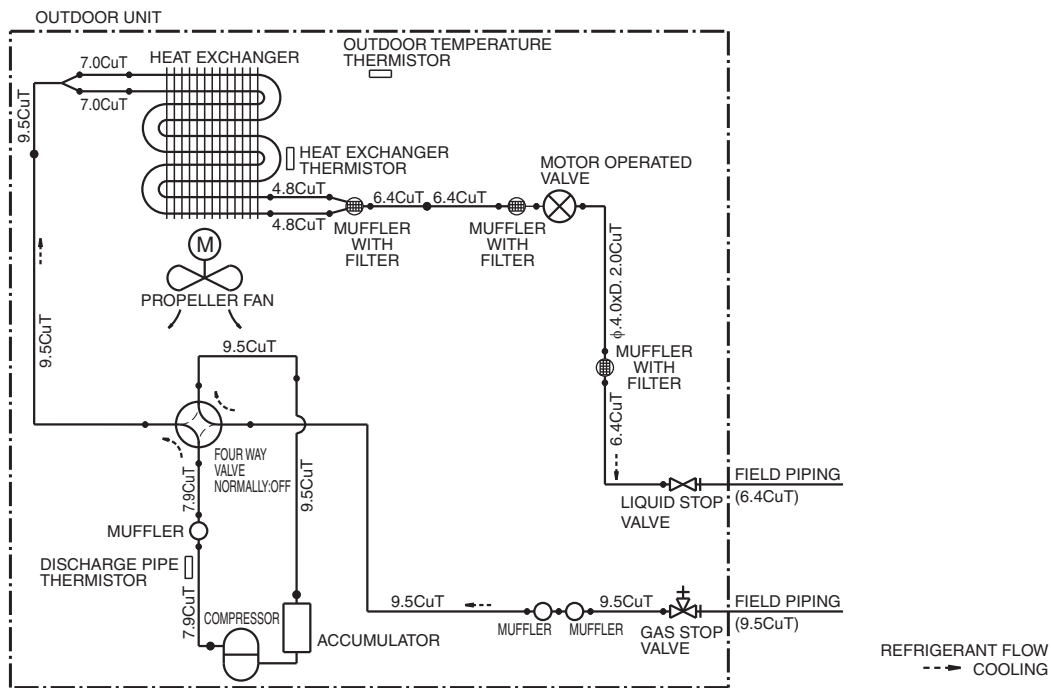 OUTDOOR UNIT
OUTDOOR TEMPERATURE
THERMISTOR
HEAT EXCHANGER
7.0CuT
7.0CuT
9.5CuT
HEAT EXCHANGER
THERMISTOR
MOTOR OPERATED
VALVE
4.8CuT
4.8CuT
6.4CuT
6.4CuT
MUFFLER
WITH
FILTER
MUFFLER
WITH
FILTER
M
PROPELLER FAN
ϕ.4.0xD. 2.0CuT
9.5CuT
9.5CuT
MUFFLER
WITH
FILTER
6.4CuT
FOUR WAY
VALVE
NORMALLY:OFF
7.9CuT
9.5CuT
FIELD PIPING
(6.4CuT)
LIQUID STOP
VALVE
MUFFLER
DISCHARGE PIPE
THERMISTOR
7.9CuT
COMPRESSOR
ACCUMULATOR
9.5CuT
MUFFLER
MUFFLER
9.5CuT
GAS STOP
VALVE
FIELD PIPING
(9.5CuT)
REFRIGERANT FLOW
COOLING